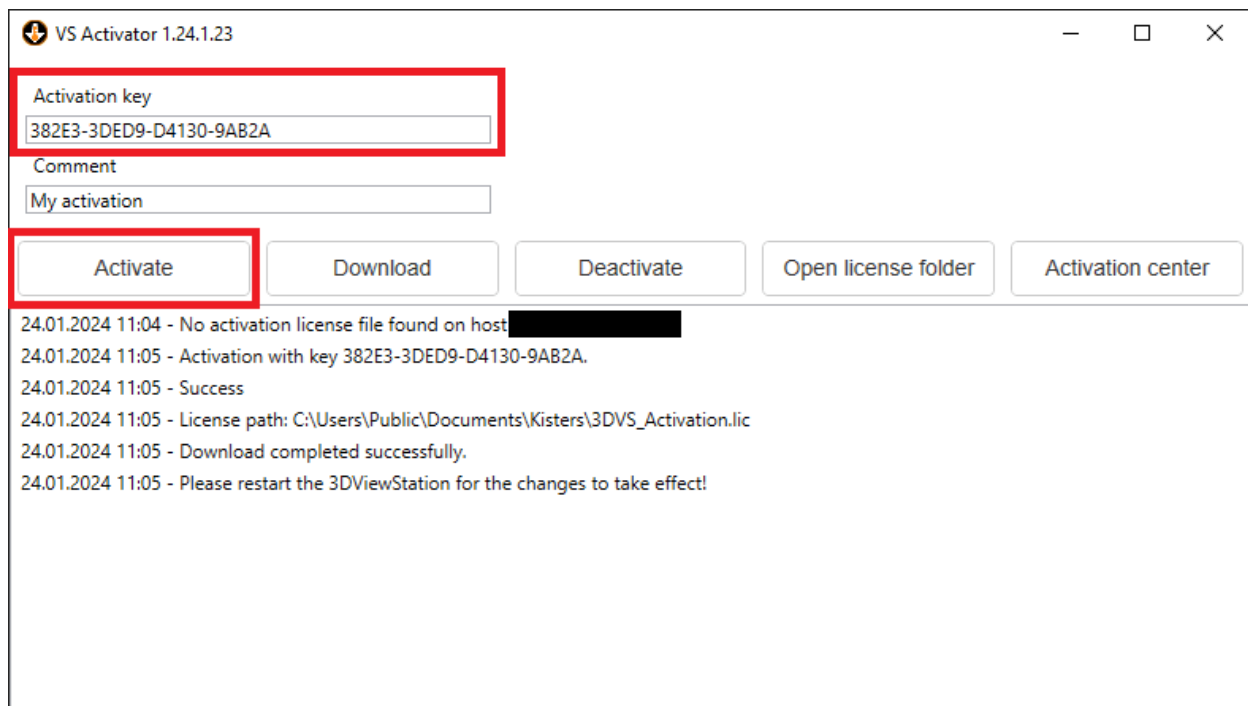 VS Activator 1.24.1.23
Activation key
382E3-3DED9-D4130-9AB2A
Comment
My activation
Activate
Download
Deactivate
Open license folder
Activation center
24.01.2024 11:04 - No activation license file found on host
24.01.2024 11:05 - Activation with key 382E3-3DED9-D4130-9AB2A.
24.01.2024 11:05 - Success
24.01.2024 11:05 - License path: C:\Users\Public\Documents\Kisters\3DVS_Activation.lic
24.01.2024 11:05 - Download completed successfully.
24.01.2024 11:05 - Please restart the 3DViewStation for the changes to take effect!